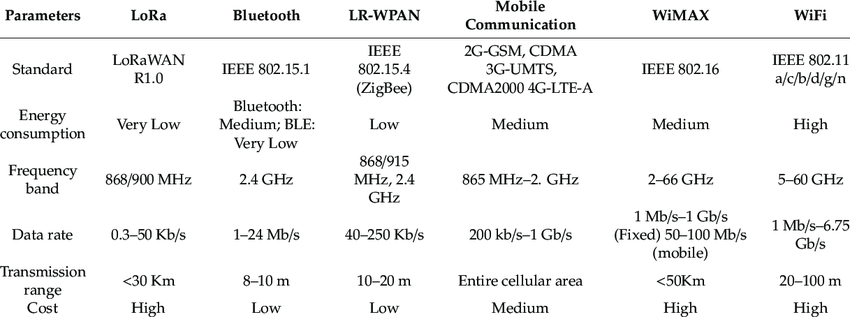 Parameters LoRa Bluetooth LR-WPAN Mobile Communication WiMAX WiFi
Standard LoRaWAN R1.0 IEEE 802.15.1 IEEE 802.15.4 (ZigBee) 2G-GSM, CDMA 3G-UMTS, CDMA2000 4G-LTE-A IEEE 802.16 IEEE 802.11 a/c/b/d/g/n
Energy consumption Very Low Bluetooth: Medium; BLE: Very Low Low Medium Medium High
Frequency band 868/900 MHz 2.4 GHz 868/915 MHz, 2.4 GHz 865 MHz–2. GHz 2–66 GHz 5–60 GHz
Data rate 0.3–50 Kb/s 1–24 Mb/s 40–250 Kb/s 200 kb/s–1 Gb/s 1 Mb/s–1 Gb/s (Fixed) 50–100 Mb/s (mobile) 1 Mb/s–6.75 Gb/s
Transmission range <30 Km 8–10 m 10–20 m Entire cellular area <50Km 20–100 m
Cost High Low Low Medium High High